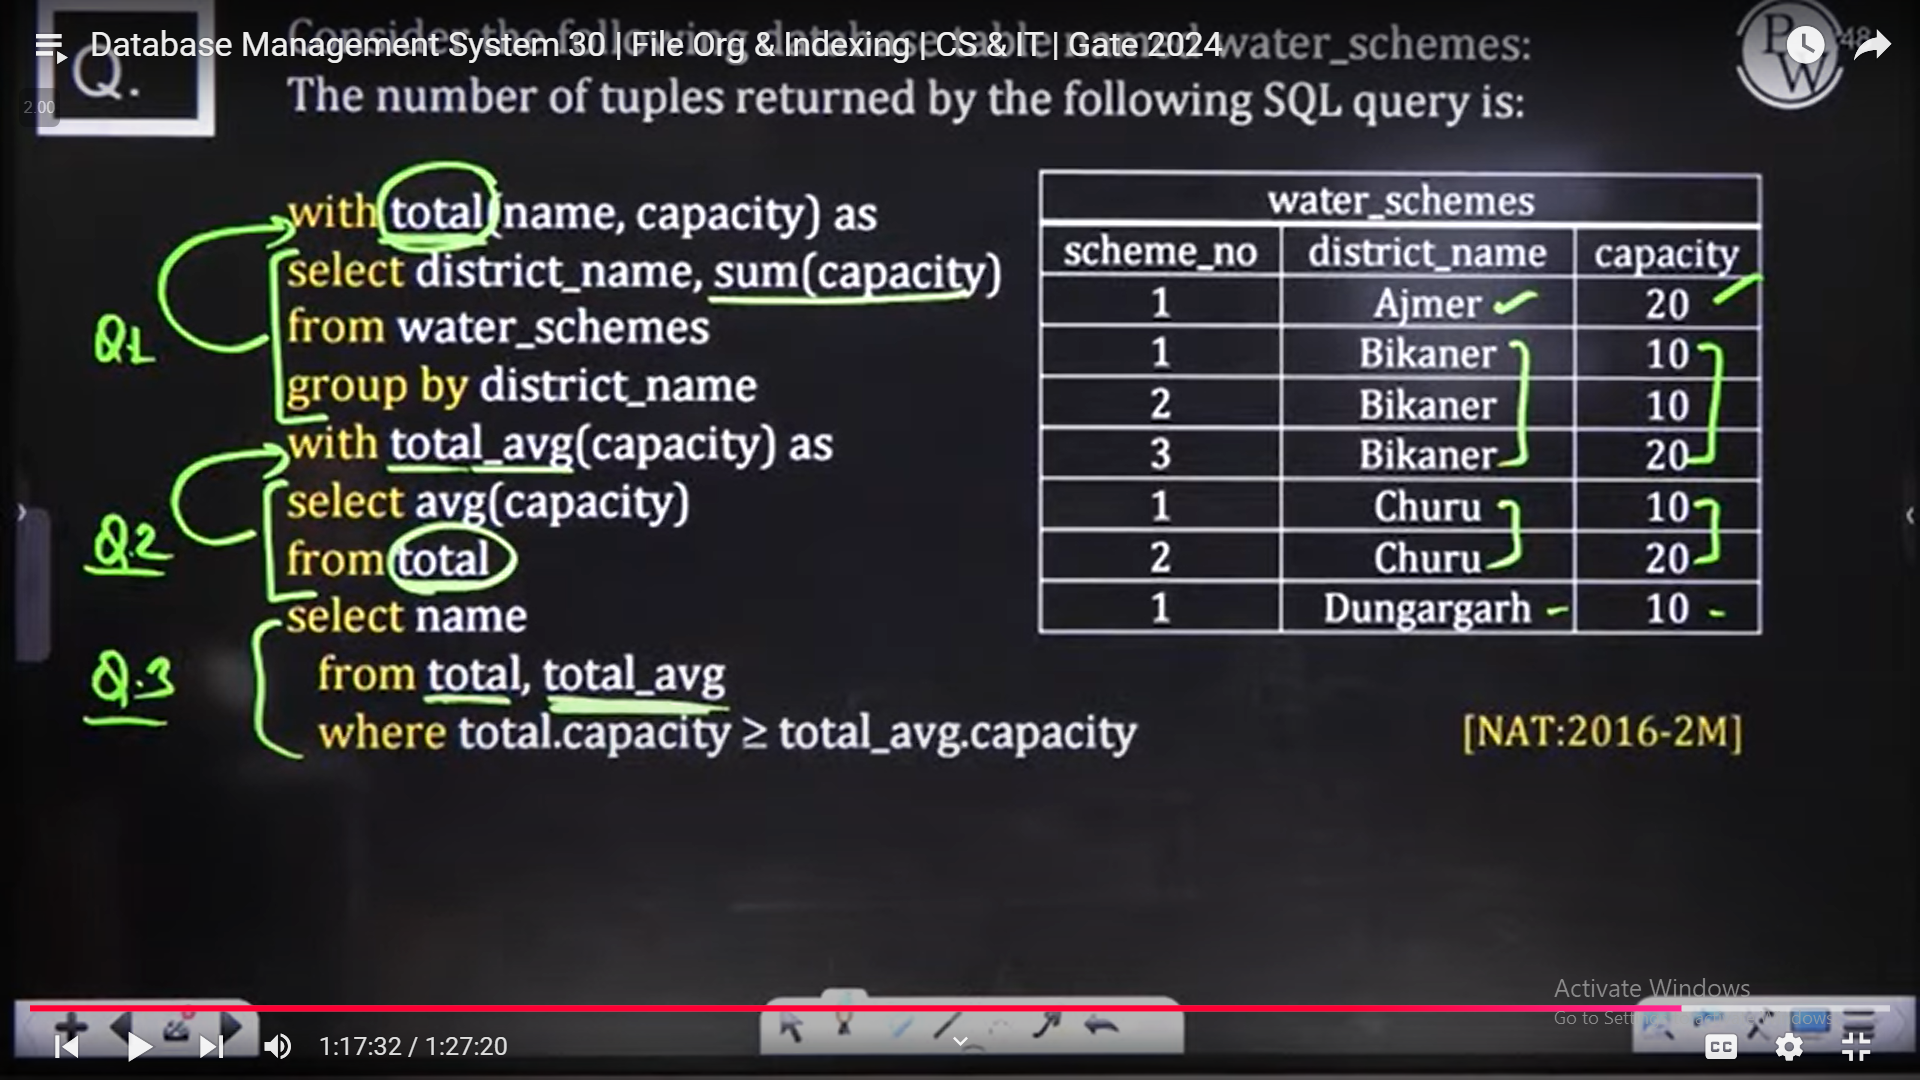 Database Management System 30 | File Org & Indexing | CS & IT | Gate 2024
Consider the following database table named water_schemes:
Q.
The number of tuples returned by the following SQL query is:
2.00
P
W
48
with total(name, capacity) as
select district_name, sum(capacity)
from water_schemes
group by district_name
with total_avg(capacity) as
select avg(capacity)
from total
select name
from total, total_avg
where total.capacity ≥ total_avg.capacity
Q1
Q.2
Q.3
water_schemes
scheme_no district_name capacity
1 Ajmer 20
1 Bikaner 10
2 Bikaner 10
3 Bikaner 20
1 Churu 10
2 Churu 20
1 Dungargarh 10
[NAT:2016-2M]
Activate Windows
Go to
1:17:32 / 1:27:20
CC